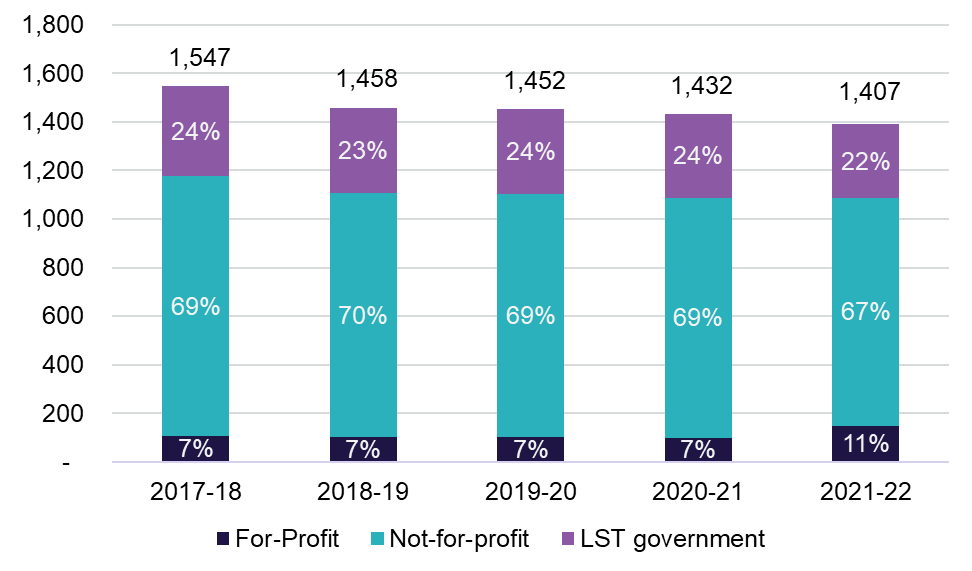 1,800
1,600
1,400
1,200
1,000
800
600
400
200
-
1,547 1,458 1,452 1,432 1,407
24% 23% 24% 24% 22%
69% 70% 69% 69% 67%
7% 7% 7% 7% 11%
2017-18 2018-19 2019-20 2020-21 2021-22
For-Profit Not-for-profit LST government